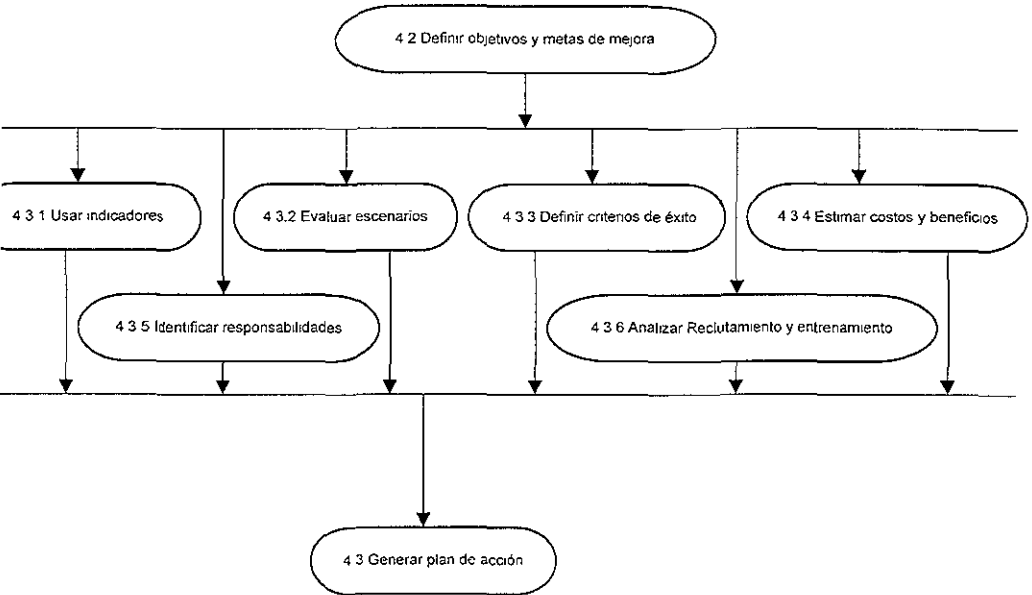 4 2 Definir objetivos y metas de mejora
4 3 1 Usar indicadores
4 3.2 Evaluar escenarios
4 3 3 Definir criterios de éxito
4 3 4 Estimar costos y beneficios
4 3 5 Identificar responsabilidades
4 3 6 Analizar Reclutamiento y entrenamiento
4 3 Generar plan de acción